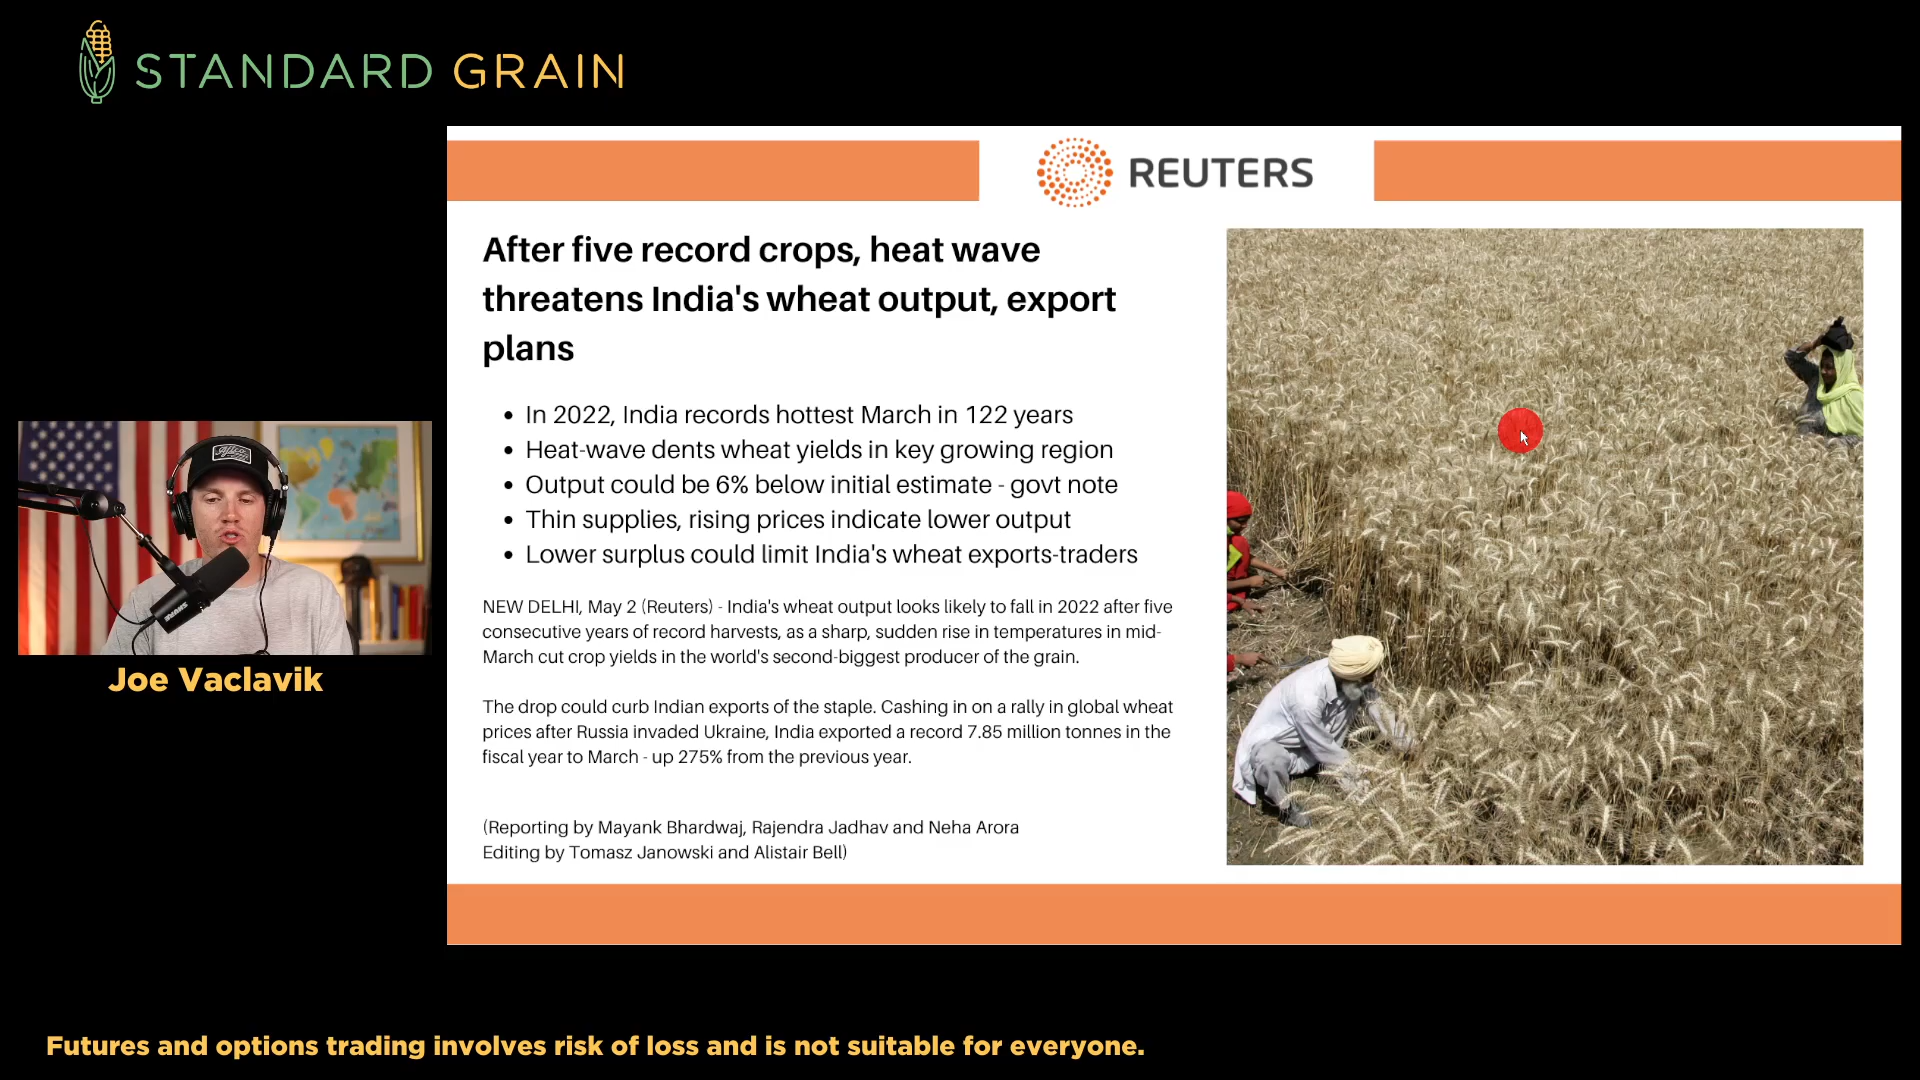 STANDARD GRAIN
REUTERS
After five record crops, heat wave
threatens India's wheat output, export
plans
• In 2022, India records hottest March in 122 years
• Heat-wave dents wheat yields in key growing region
• Output could be 6% below initial estimate - govt note
• Thin supplies, rising prices indicate lower output
• Lower surplus could limit India's wheat exports-traders
NEW DELHI, May 2 (Reuters) - India's wheat output looks likely to fall in 2022 after five
consecutive years of record harvests, as a sharp, sudden rise in temperatures in mid-
March cut crop yields in the world's second-biggest producer of the grain.
The drop could curb Indian exports of the staple. Cashing in on a rally in global wheat
prices after Russia invaded Ukraine, India exported a record 7.85 million tonnes in the
fiscal year to March - up 275% from the previous year.
(Reporting by Mayank Bhardwaj, Rajendra Jadhav and Neha Arora
Editing by Tomasz Janowski and Alistair Bell)
Joe Vaclavik
Futures and options trading involves risk of loss and is not suitable for everyone.